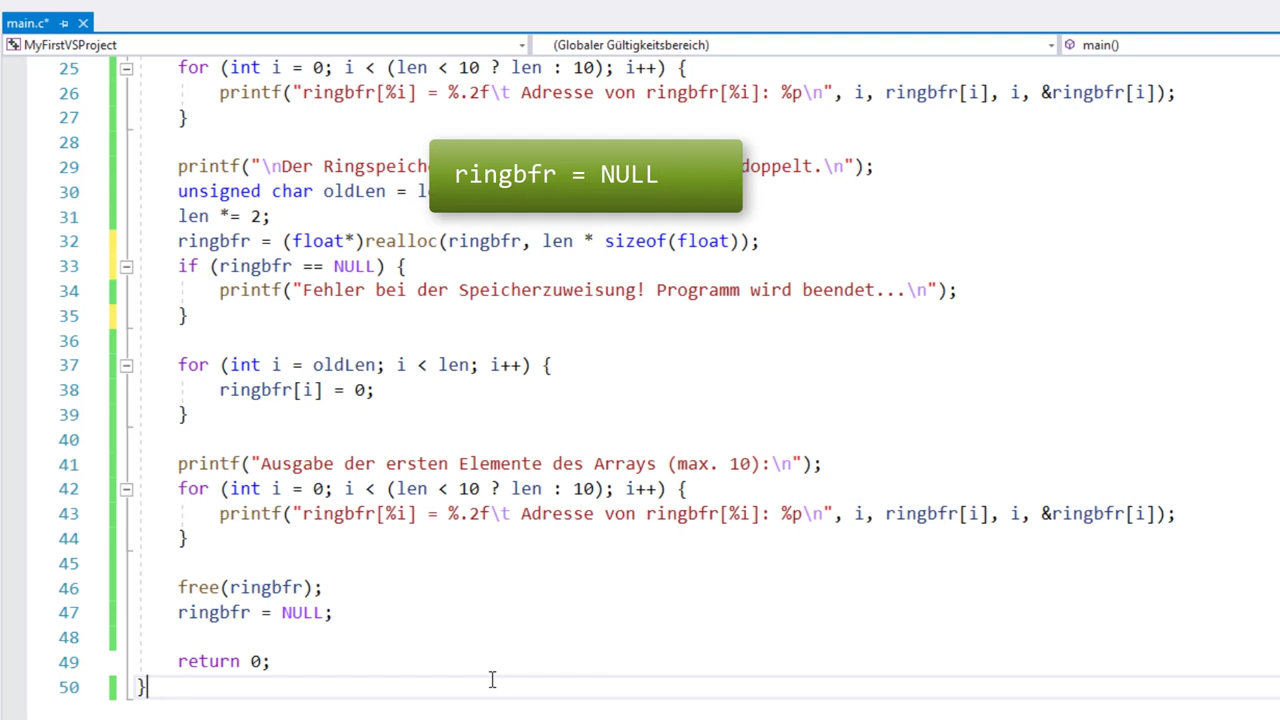 main.c*
MyFirstVSProject
(Globaler Gültigkeitsbereich)
main()
25 for (int i = 0; i < (len < 10 ? len : 10); i++) {
26 printf("ringbfr[%i] = %.2f\t Adresse von ringbfr[%i]: %p\n", i, ringbfr[i], i, &ringbfr[i]);
27 }
28
29 printf("\nDer Ringspeich doppelt.\n");
ringbfr = NULL
30 unsigned char oldLen = l
31 len *= 2;
32 ringbfr = (float*)realloc(ringbfr, len * sizeof(float));
33 if (ringbfr == NULL) {
34 printf("Fehler bei der Speicherzuweisung! Programm wird beendet...\n");
35 }
36
37 for (int i = oldLen; i < len; i++) {
38 ringbfr[i] = 0;
39 }
40
41 printf("Ausgabe der ersten Elemente des Arrays (max. 10):\n");
42 for (int i = 0; i < (len < 10 ? len : 10); i++) {
43 printf("ringbfr[%i] = %.2f\t Adresse von ringbfr[%i]: %p\n", i, ringbfr[i], i, &ringbfr[i]);
44 }
45
46 free(ringbfr);
47 ringbfr = NULL;
48
49 return 0;
50 }